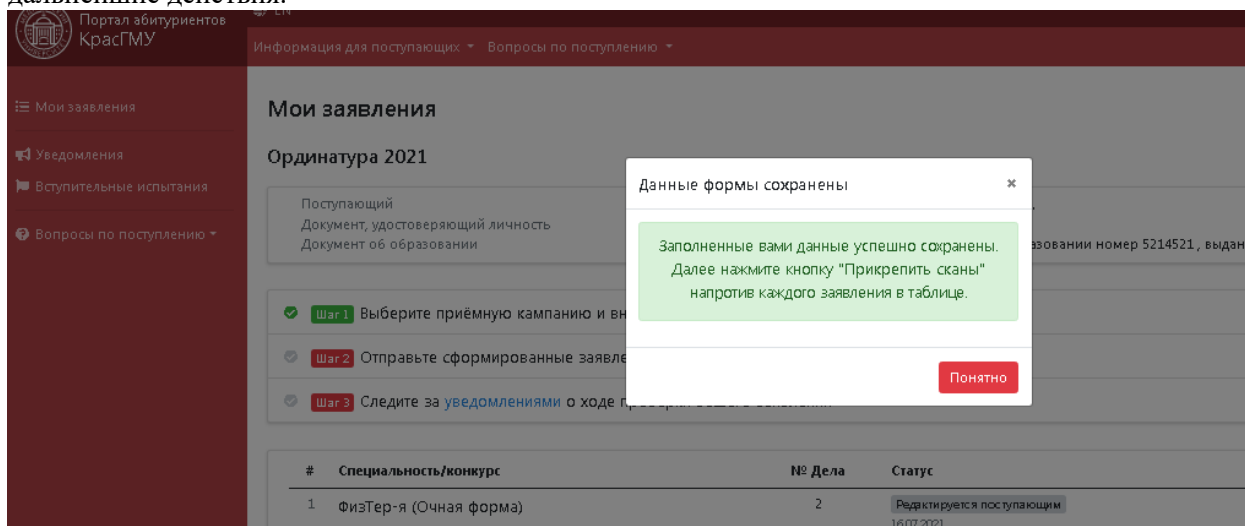 дальнейшие действия.
Портал абитуриентов
КрасГМУ
EN
Информация для поступающих Вопросы по поступлению
Мои заявления
Уведомления
Вступительные испытания
Вопросы по поступлению
Мои заявления
Ординатура 2021
Поступающий
Документ, удостоверяющий личность
Документ об образовании
номер 5214521, выдан
Данные формы сохранены ×
Заполненные вами данные успешно сохранены.
Далее нажмите кнопку "Прикрепить сканы"
напротив каждого заявления в таблице.
Понятно
Шаг 1 Выберите приёмную кампанию и
Шаг 2 Отправьте сформированные
Шаг 3 Следите за уведомлениями о ходе
# Специальность/конкурс № Дела Статус
1 ФизТер-я (Очная форма) 2 Редактируется поступающим
16.07.2021